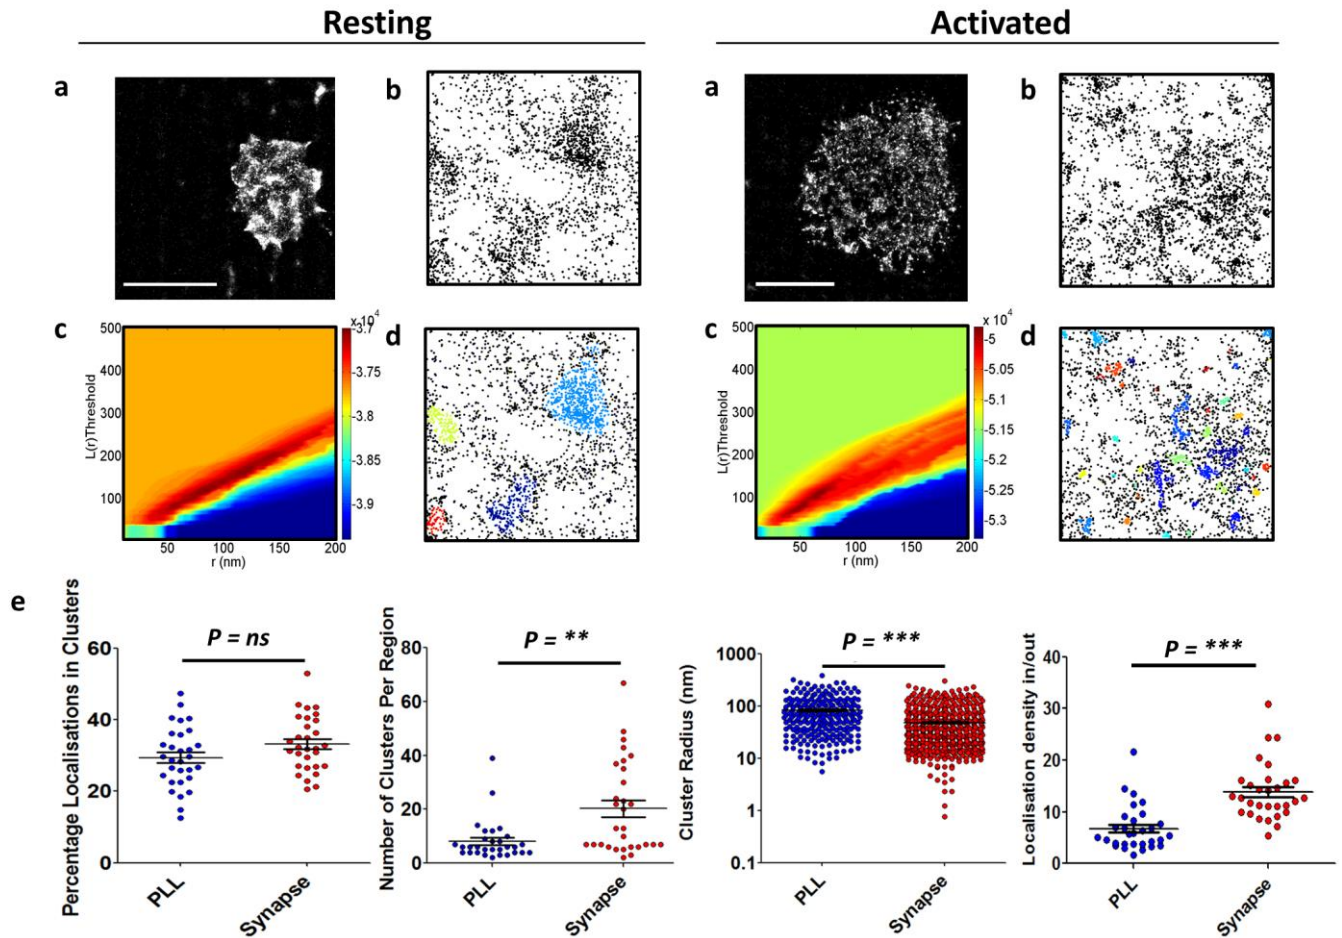 Resting
Activated
a
b
a
b
c
x 10⁴
-3.7
-3.75
-3.8
-3.85
-3.9
500
400
300
200
100
L(r)Threshold
50
100
150
200
r (nm)
d
c
x 10⁴
-5
-5.05
-5.1
-5.15
-5.2
-5.25
-5.3
500
400
300
200
100
L(r)Threshold
50
100
150
200
r (nm)
d
e
Percentage Localisations in Clusters
60
40
20
0
P = ns
PLL
Synapse
Number of Clusters Per Region
80
60
40
20
0
P = **
PLL
Synapse
Cluster Radius (nm)
1000
100
10
1
0.1
P = ***
PLL
Synapse
Localisation density in/out
40
30
20
10
0
P = ***
PLL
Synapse